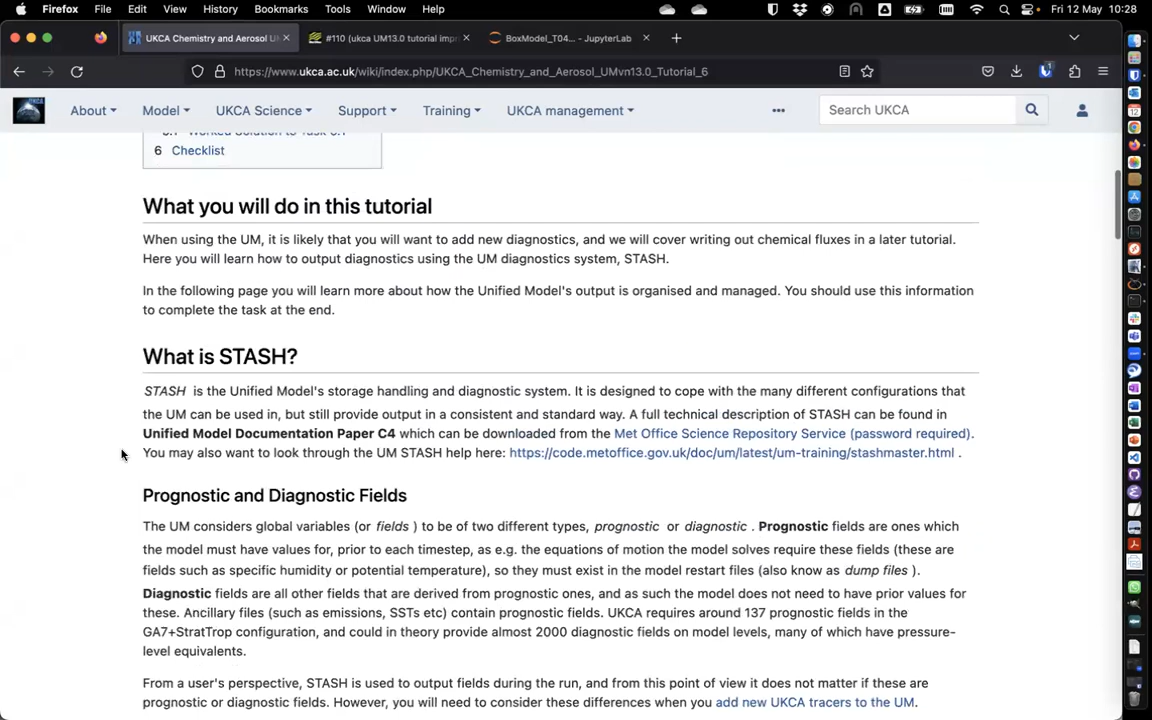 Firefox File Edit View History Bookmarks Tools Window Help Fri 12 May 10:28
UKCA Chemistry and Aerosol U #110 (ukca UM13.0 tutorial impr BoxModel_T04... - JupyterLab
https://www.ukca.ac.uk/wiki/index.php/UKCA_Chemistry_and_Aerosol_UMvn13.0_Tutorial_6
About Model UKCA Science Support Training UKCA management Search UKCA
5.1 Worked Solution to Task 6.1
6 Checklist
What you will do in this tutorial
When using the UM, it is likely that you will want to add new diagnostics, and we will cover writing out chemical fluxes in a later tutorial.
Here you will learn how to output diagnostics using the UM diagnostics system, STASH.
In the following page you will learn more about how the Unified Model's output is organised and managed. You should use this information
to complete the task at the end.
What is STASH?
STASH is the Unified Model's storage handling and diagnostic system. It is designed to cope with the many different configurations that
the UM can be used in, but still provide output in a consistent and standard way. A full technical description of STASH can be found in
Unified Model Documentation Paper C4 which can be downloaded from the Met Office Science Repository Service (password required).
You may also want to look through the UM STASH help here: https://code.metoffice.gov.uk/doc/um/latest/um-training/stashmaster.html .
Prognostic and Diagnostic Fields
The UM considers global variables (or fields ) to be of two different types, prognostic or diagnostic . Prognostic fields are ones which
the model must have values for, prior to each timestep, as e.g. the equations of motion the model solves require these fields (these are
fields such as specific humidity or potential temperature), so they must exist in the model restart files (also know as dump files ).
Diagnostic fields are all other fields that are derived from prognostic ones, and as such the model does not need to have prior values for
these. Ancillary files (such as emissions, SSTs etc) contain prognostic fields. UKCA requires around 137 prognostic fields in the
GA7+StratTrop configuration, and could in theory provide almost 2000 diagnostic fields on model levels, many of which have pressure-
level equivalents.
From a user's perspective, STASH is used to output fields during the run, and from this point of view it does not matter if these are
prognostic or diagnostic fields. However, you will need to consider these differences when you add new UKCA tracers to the UM.